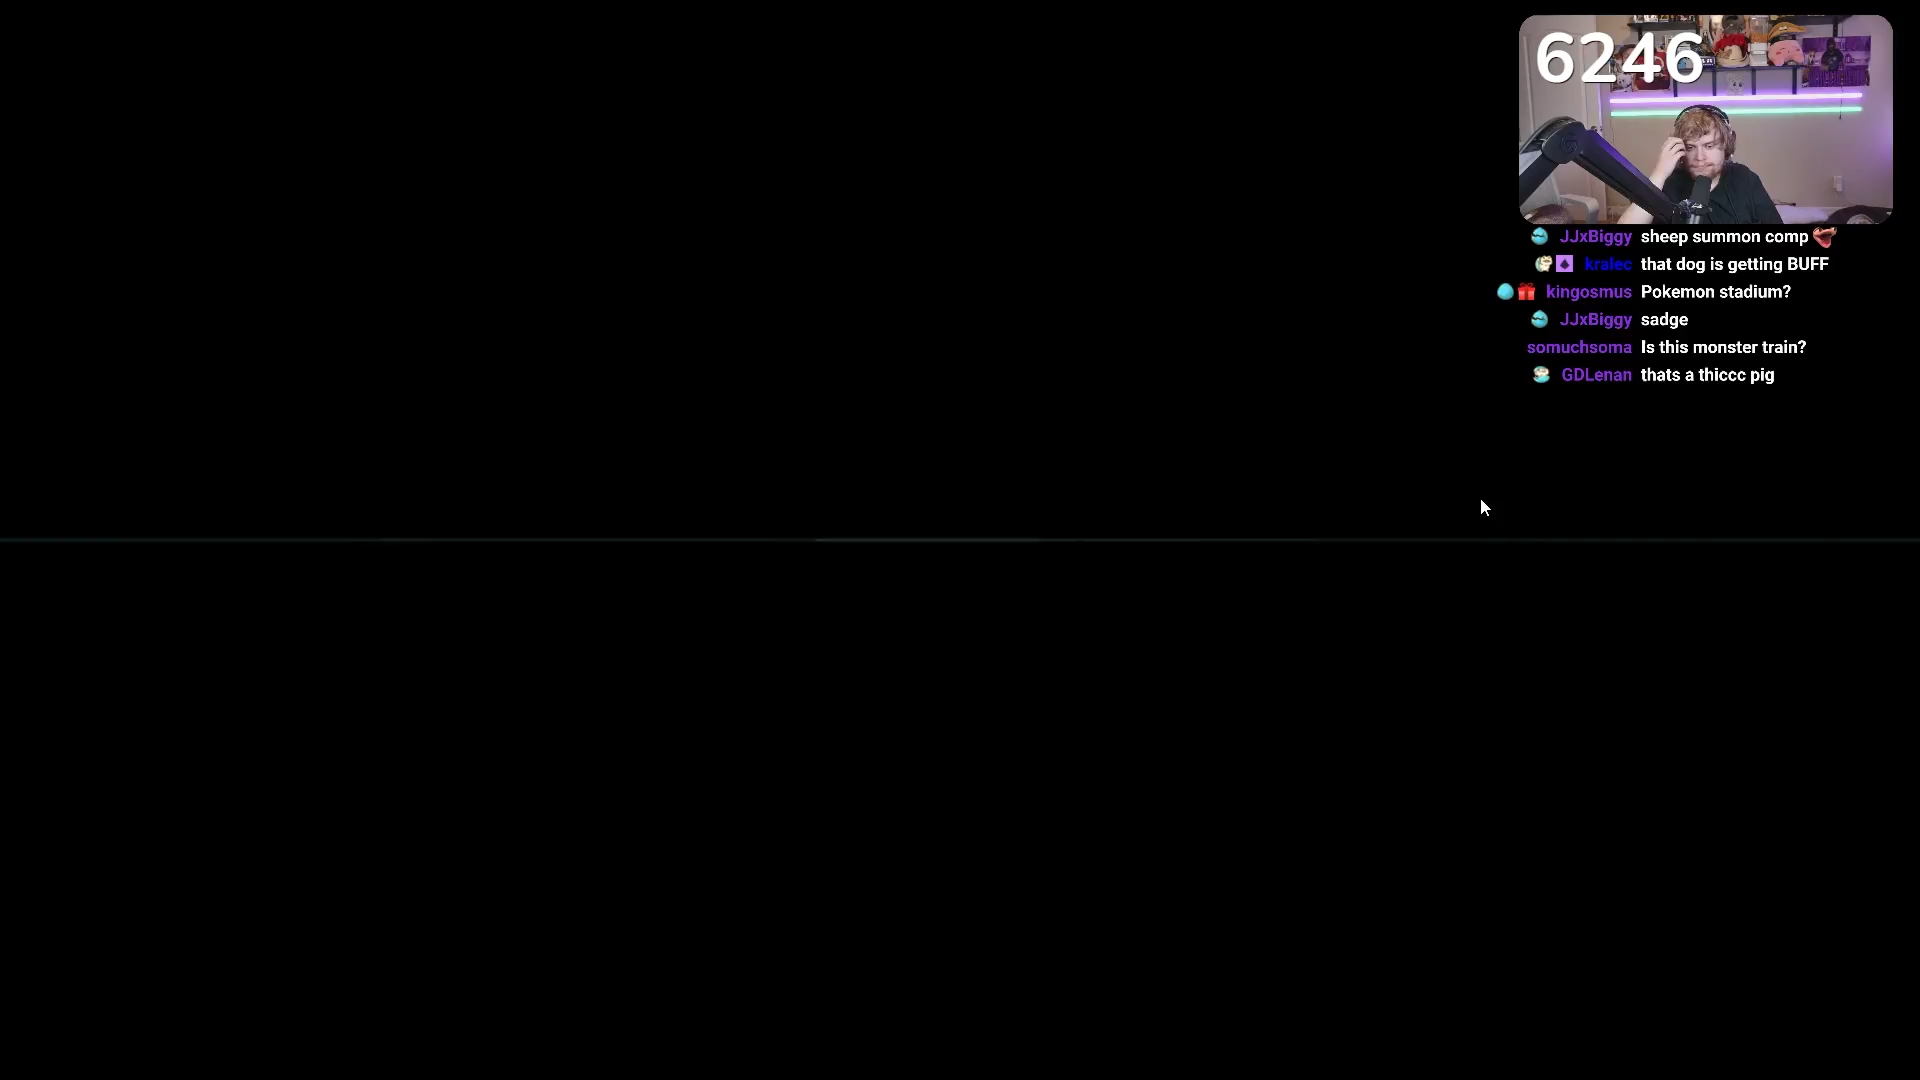 6246
JJxBiggy sheep summon comp
kralec that dog is getting BUFF
kingosmus Pokemon stadium?
JJxBiggy sadge
somuchsoma Is this monster train?
GDLenan thats a thiccc pig